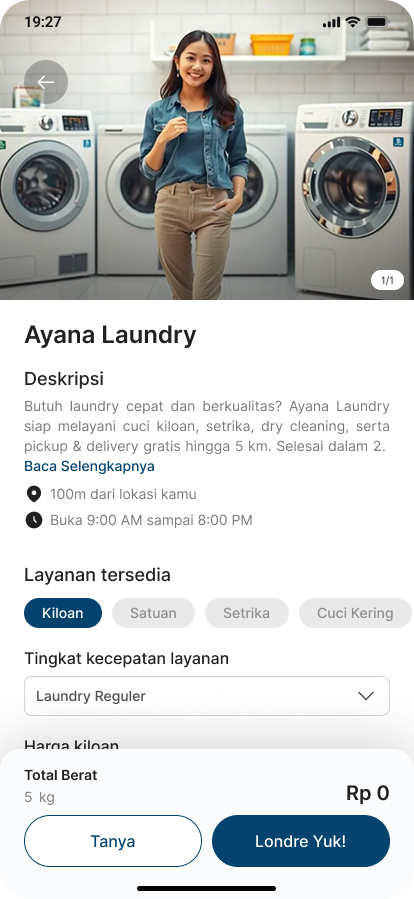 19:27
1/1
Ayana Laundry
Deskripsi
Butuh laundry cepat dan berkualitas? Ayana Laundry
siap melayani cuci kiloan, setrika, dry cleaning, serta
pickup & delivery gratis hingga 5 km. Selesai dalam 2.
Baca Selengkapnya
100m dari lokasi kamu
Buka 9:00 AM sampai 8:00 PM
Layanan tersedia
Kiloan Satuan Setrika Cuci Kering
Tingkat kecepatan layanan
Laundry Reguler
Harga kiloan
Total Berat
5 kg
Rp 0
Tanya Londre Yuk!